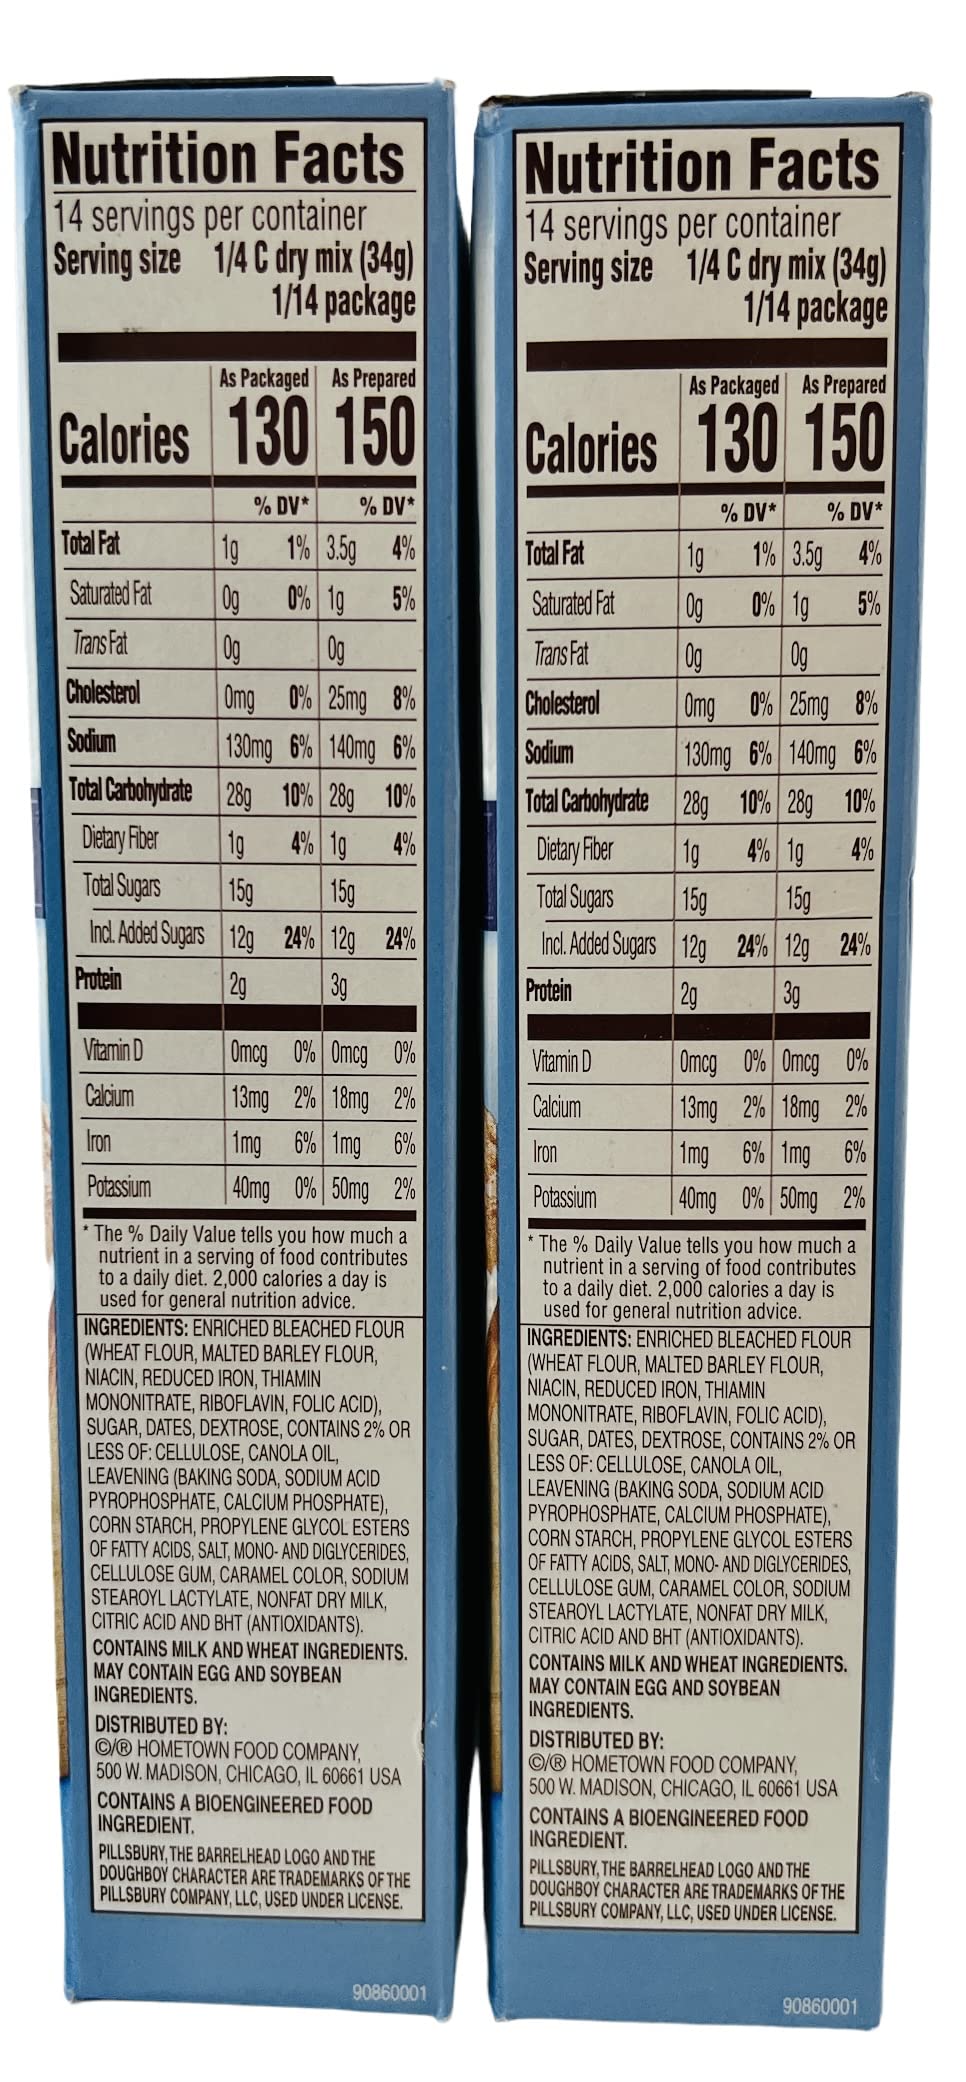 Nutrition Facts
14 servings per container
Serving size 1/4 C dry mix (34g)
1/14 package
As Packaged As Prepared
Calories 130 150
% DV* % DV*
Total Fat 1g 1% 3.5g 4%
Saturated Fat 0g 0% 1g 5%
Trans Fat 0g 0g
Cholesterol 0mg 0% 25mg 8%
Sodium 130mg 6% 140mg 6%
Total Carbohydrate 28g 10% 28g 10%
Dietary Fiber 1g 4% 1g 4%
Total Sugars 15g 15g
Incl. Added Sugars 12g 24% 12g 24%
Protein 2g 3g
Vitamin D 0mcg 0% 0mcg 0%
Calcium 13mg 2% 18mg 2%
Iron 1mg 6% 1mg 6%
Potassium 40mg 0% 50mg 2%
* The % Daily Value tells you how much a
nutrient in a serving of food contributes
to a daily diet. 2,000 calories a day is
used for general nutrition advice.
INGREDIENTS: ENRICHED BLEACHED FLOUR
(WHEAT FLOUR, MALTED BARLEY FLOUR,
NIACIN, REDUCED IRON, THIAMIN
MONONITRATE, RIBOFLAVIN, FOLIC ACID),
SUGAR, DATES, DEXTROSE, CONTAINS 2% OR
LESS OF: CELLULOSE, CANOLA OIL,
LEAVENING (BAKING SODA, SODIUM ACID
PYROPHOSPHATE, CALCIUM PHOSPHATE),
CORN STARCH, PROPYLENE GLYCOL ESTERS
OF FATTY ACIDS, SALT, MONO- AND DIGLYCERIDES,
CELLULOSE GUM, CARAMEL COLOR, SODIUM
STEAROYL LACTYLATE, NONFAT DRY MILK,
CITRIC ACID AND BHT (ANTIOXIDANTS).
CONTAINS MILK AND WHEAT INGREDIENTS.
MAY CONTAIN EGG AND SOYBEAN
INGREDIENTS.
DISTRIBUTED BY:
©/® HOMETOWN FOOD COMPANY,
500 W. MADISON, CHICAGO, IL 60661 USA
CONTAINS A BIOENGINEERED FOOD
INGREDIENT.
PILLSBURY, THE BARRELHEAD LOGO AND THE
DOUGHBOY CHARACTER ARE TRADEMARKS OF THE
PILLSBURY COMPANY, LLC, USED UNDER LICENSE.
90860001
Nutrition Facts
14 servings per container
Serving size 1/4 C dry mix (34g)
1/14 package
As Packaged As Prepared
Calories 130 150
% DV* % DV*
Total Fat 1g 1% 3.5g 4%
Saturated Fat 0g 0% 1g 5%
Trans Fat 0g 0g
Cholesterol 0mg 0% 25mg 8%
Sodium 130mg 6% 140mg 6%
Total Carbohydrate 28g 10% 28g 10%
Dietary Fiber 1g 4% 1g 4%
Total Sugars 15g 15g
Incl. Added Sugars 12g 24% 12g 24%
Protein 2g 3g
Vitamin D 0mcg 0% 0mcg 0%
Calcium 13mg 2% 18mg 2%
Iron 1mg 6% 1mg 6%
Potassium 40mg 0% 50mg 2%
* The % Daily Value tells you how much a
nutrient in a serving of food contributes
to a daily diet. 2,000 calories a day is
used for general nutrition advice.
INGREDIENTS: ENRICHED BLEACHED FLOUR
(WHEAT FLOUR, MALTED BARLEY FLOUR,
NIACIN, REDUCED IRON, THIAMIN
MONONITRATE, RIBOFLAVIN, FOLIC ACID),
SUGAR, DATES, DEXTROSE, CONTAINS 2% OR
LESS OF: CELLULOSE, CANOLA OIL,
LEAVENING (BAKING SODA, SODIUM ACID
PYROPHOSPHATE, CALCIUM PHOSPHATE),
CORN STARCH, PROPYLENE GLYCOL ESTERS
OF FATTY ACIDS, SALT, MONO- AND DIGLYCERIDES,
CELLULOSE GUM, CARAMEL COLOR, SODIUM
STEAROYL LACTYLATE, NONFAT DRY MILK,
CITRIC ACID AND BHT (ANTIOXIDANTS).
CONTAINS MILK AND WHEAT INGREDIENTS.
MAY CONTAIN EGG AND SOYBEAN
INGREDIENTS.
DISTRIBUTED BY:
©/® HOMETOWN FOOD COMPANY,
500 W. MADISON, CHICAGO, IL 60661 USA
CONTAINS A BIOENGINEERED FOOD
INGREDIENT.
PILLSBURY, THE BARRELHEAD LOGO AND THE
DOUGHBOY CHARACTER ARE TRADEMARKS OF THE
PILLSBURY COMPANY, LLC, USED UNDER LICENSE.
90860001